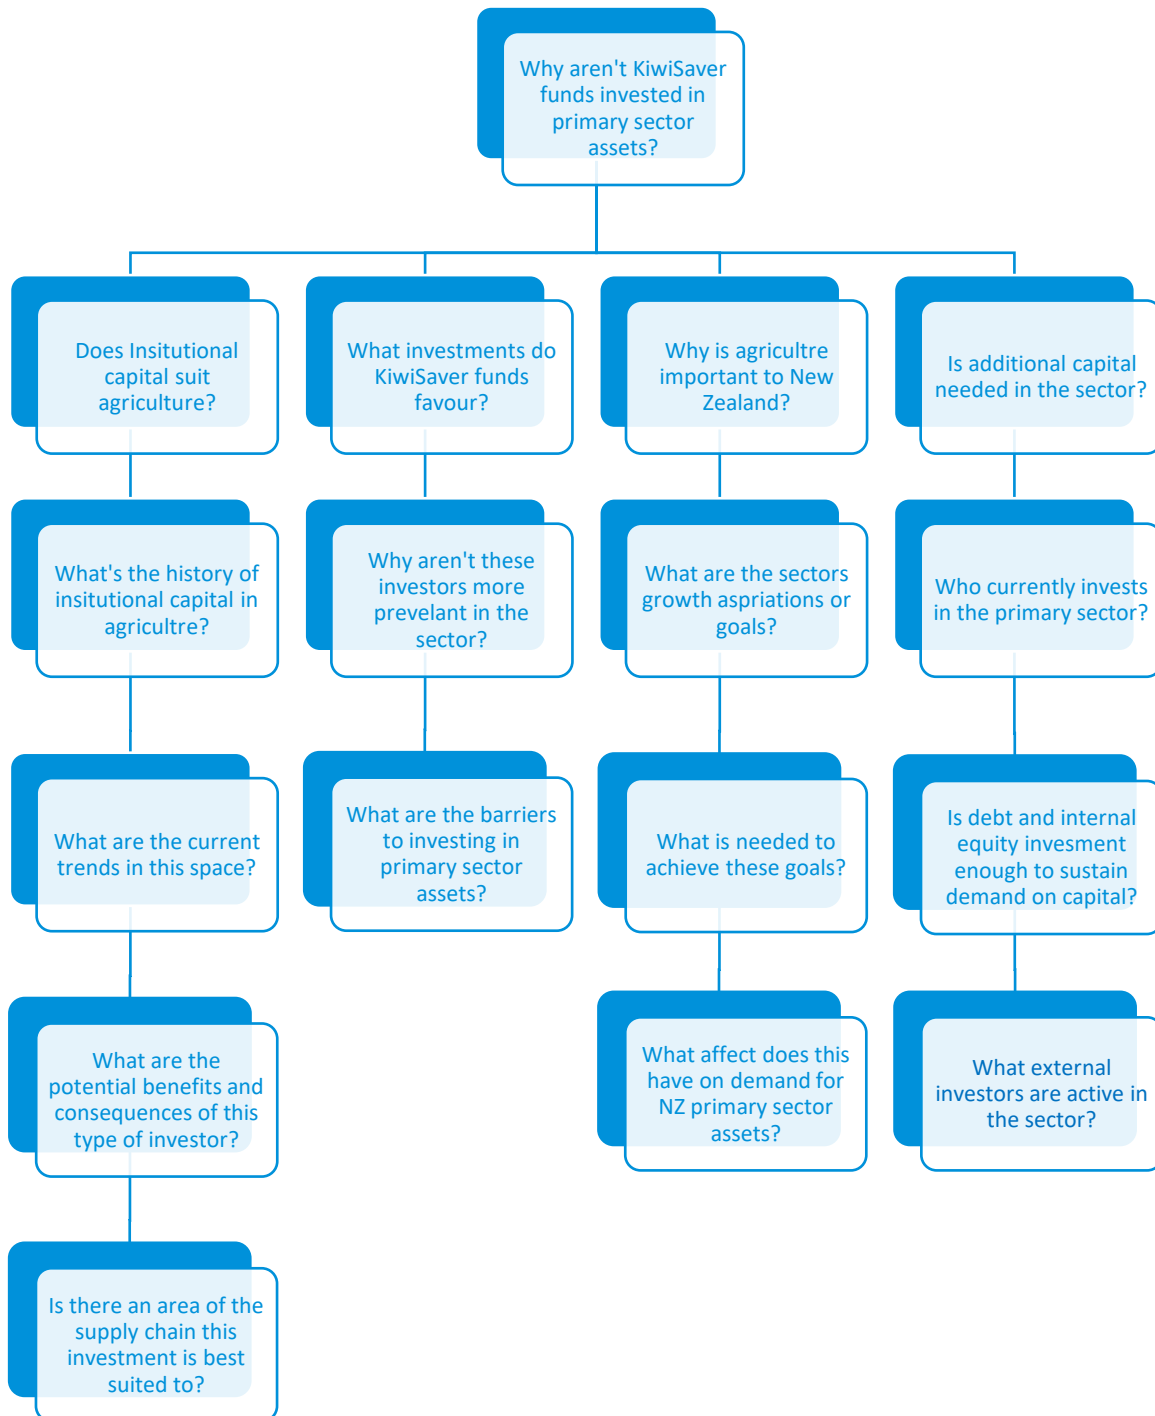 Why aren't KiwiSaver
funds invested in
primary sector
assets?
Does Insitutional
capital suit
agriculture?
What investments do
KiwiSaver funds
favour?
Why is agricultre
important to New
Zealand?
Is additional capital
needed in the sector?
What's the history of
insitutional capital in
agricultre?
Why aren't these
investors more
prevelant in the
sector?
What are the sectors
growth aspriations or
goals?
Who currently invests
in the primary sector?
What are the current
trends in this space?
What are the barriers
to investing in
primary sector
assets?
What is needed to
achieve these goals?
Is debt and internal
equity invesment
enough to sustain
demand on capital?
What are the
potential benefits and
consequences of this
type of investor?
What affect does this
have on demand for
NZ primary sector
assets?
What external
investors are active in
the sector?
Is there an area of the
supply chain this
investment is best
suited to?